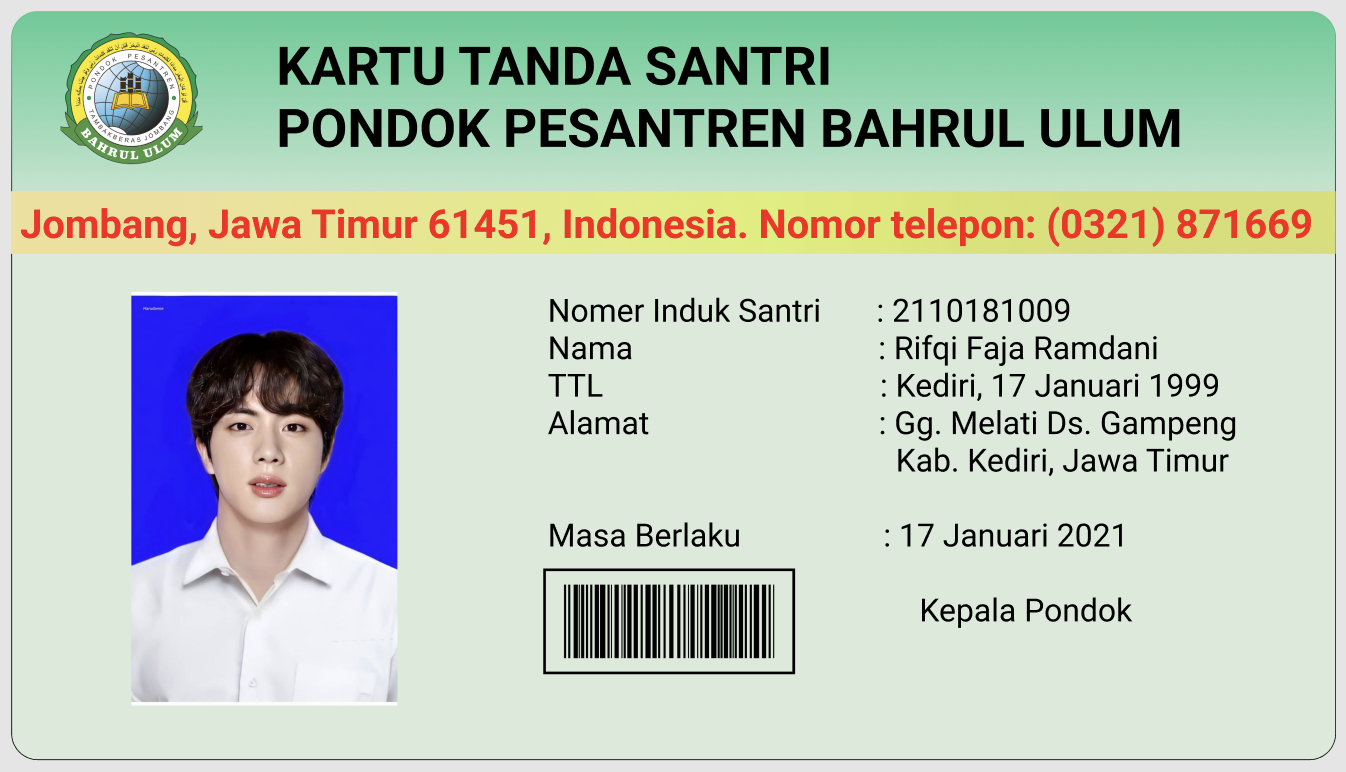 KARTU TANDA SANTRI
PONDOK PESANTREN BAHRUL ULUM
PONDOK PESANTREN
TAMBAKBERAS JOMBANG
BAHRUL ULUM
Jombang, Jawa Timur 61451, Indonesia. Nomor telepon: (0321) 871669
Nomer Induk Santri : 2110181009
Nama : Rifqi Faja Ramdani
TTL : Kediri, 17 Januari 1999
Alamat : Gg. Melati Ds. Gampeng
Kab. Kediri, Jawa Timur
Masa Berlaku : 17 Januari 2021
Kepala Pondok